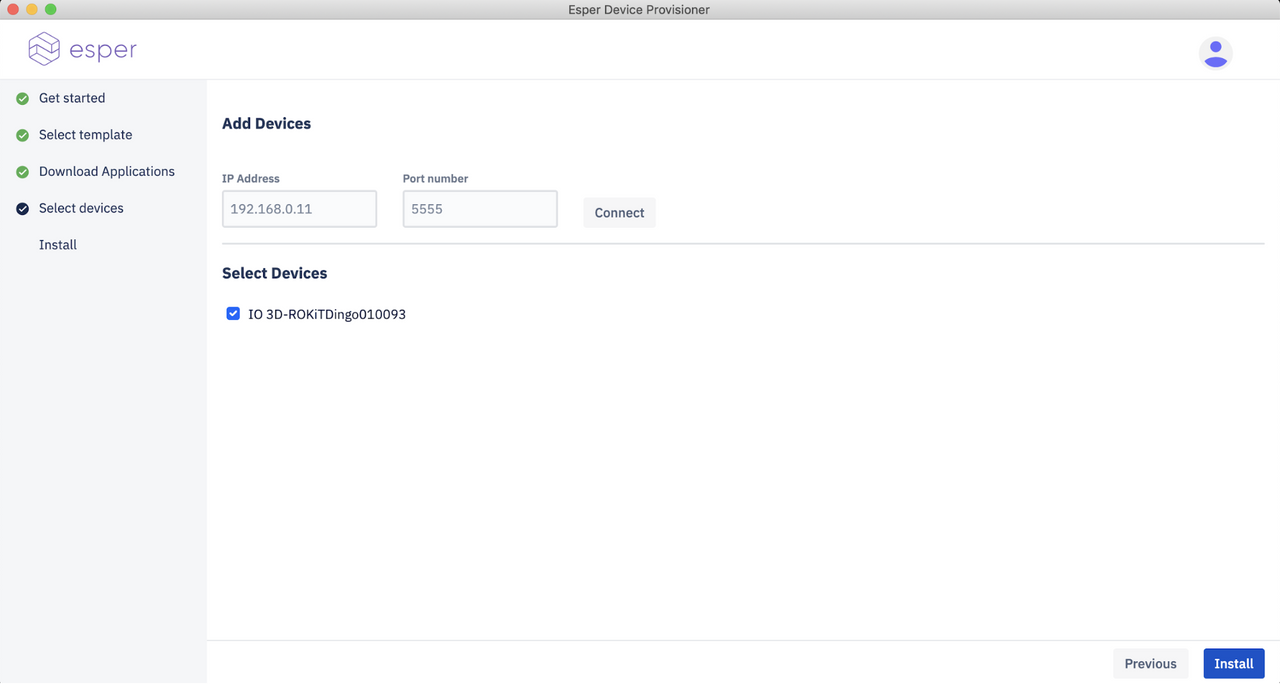 Esper Device Provisioner
esper
Get started
Select template
Download Applications
Select devices
Install
Add Devices
IP Address
Port number
192.168.0.11
5555
Connect
Select Devices
IO 3D-ROKiTDingo010093
Previous
Install